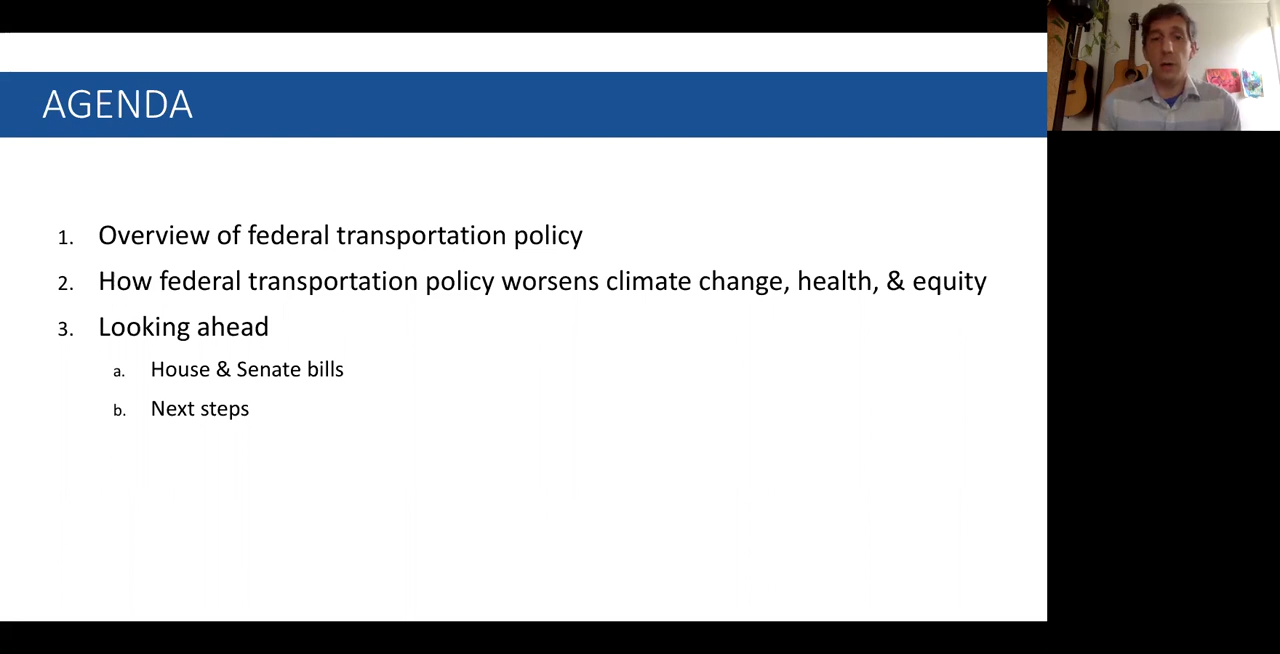 AGENDA
1. Overview of federal transportation policy
2. How federal transportation policy worsens climate change, health, & equity
3. Looking ahead
a. House & Senate bills
b. Next steps